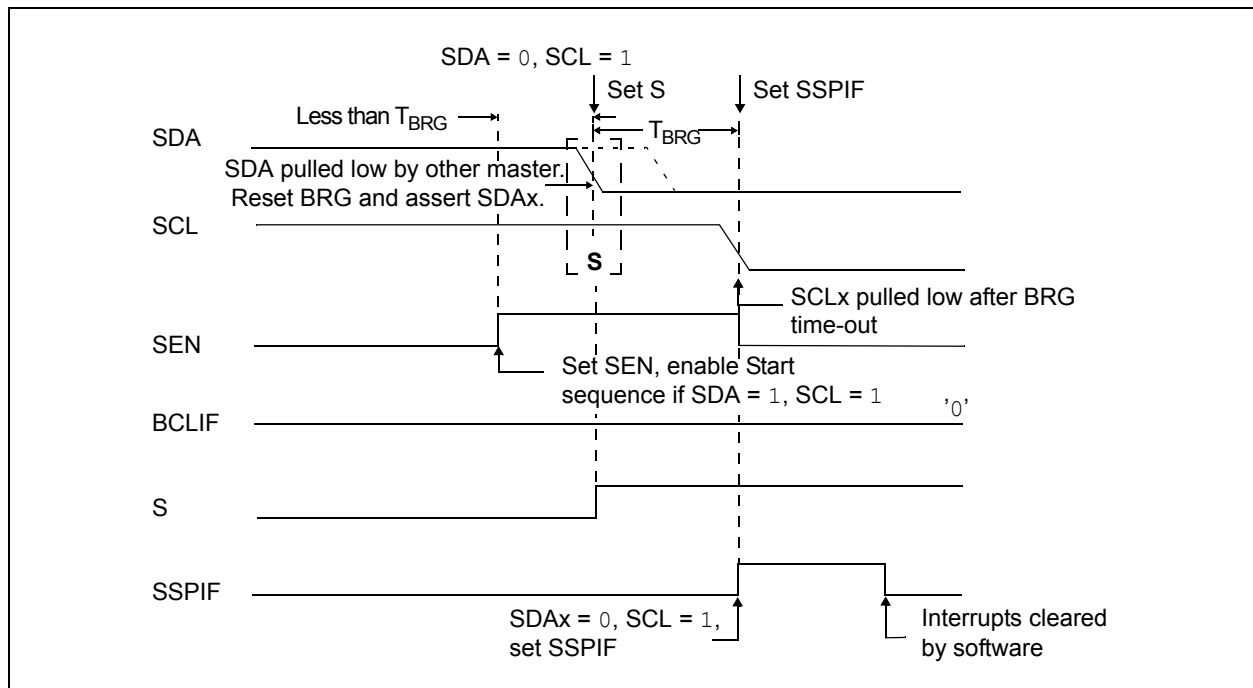 SDA = 0, SCL = 1
Set S
Set SSPIF
Less than TBRG
TBRG
SDA
SDA pulled low by other master.
Reset BRG and assert SDAx.
SCL
S
SCLx pulled low after BRG
time-out
SEN
Set SEN, enable Start
sequence if SDA = 1, SCL = 1
'0'
BCLIF
S
SSPIF
SDAx = 0, SCL = 1,
set SSPIF
Interrupts cleared
by software